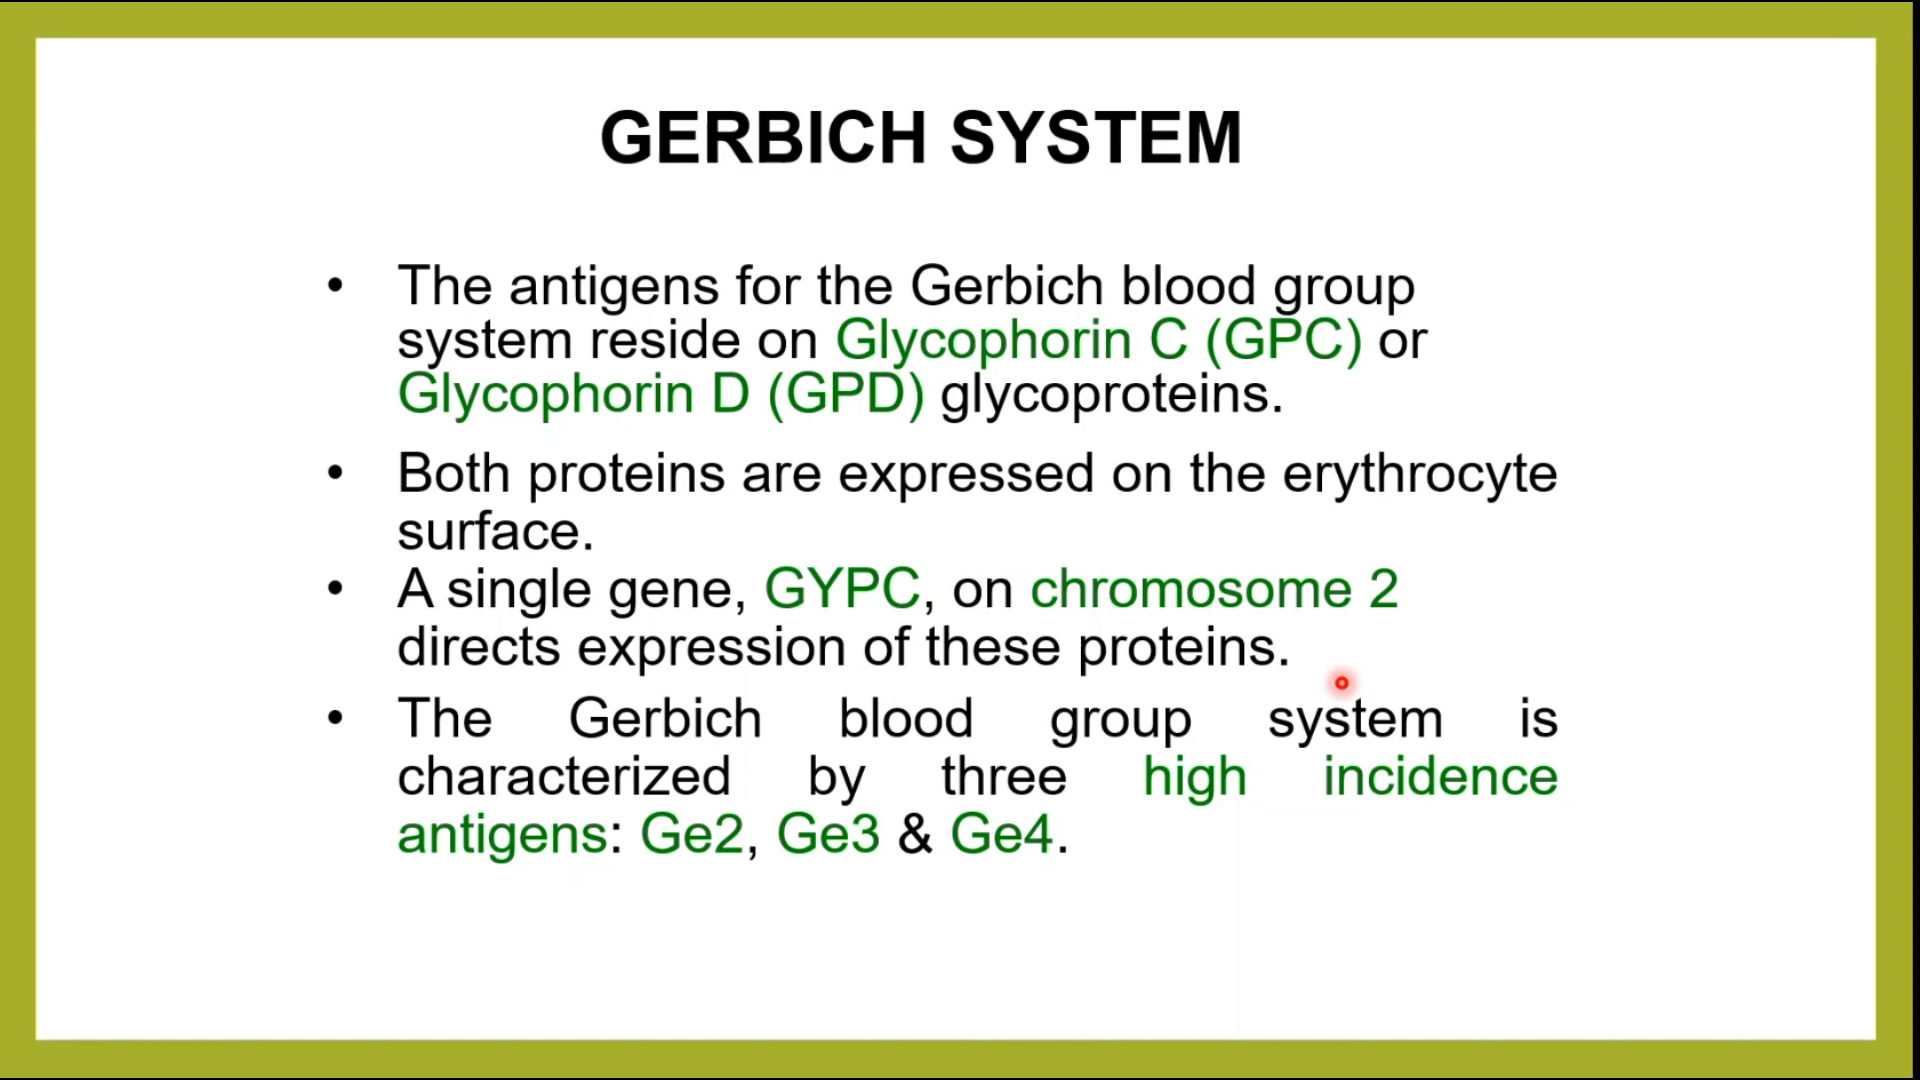 GERBICH SYSTEM
• The antigens for the Gerbich blood group
system reside on Glycophorin C (GPC) or
Glycophorin D (GPD) glycoproteins.
• Both proteins are expressed on the erythrocyte
surface.
• A single gene, GYPC, on chromosome 2
directs expression of these proteins.
• The Gerbich blood group system is
characterized by three high incidence
antigens: Ge2, Ge3 & Ge4.